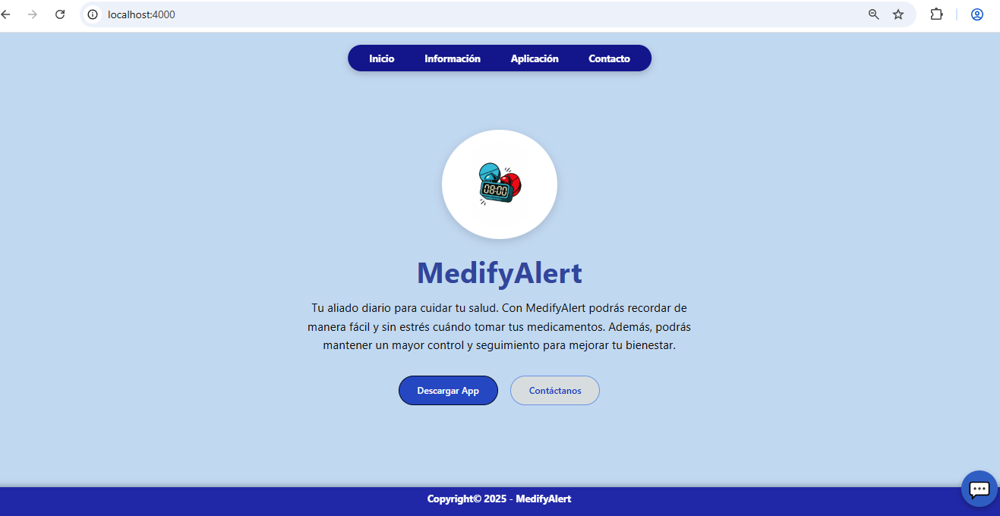 localhost:4000
Inicio Información Aplicación Contacto
08:00
MedifyAlert
Tu aliado diario para cuidar tu salud. Con MedifyAlert podrás recordar de
manera fácil y sin estrés cuándo tomar tus medicamentos. Además, podrás
mantener un mayor control y seguimiento para mejorar tu bienestar.
Descargar App Contáctanos
Copyright© 2025 - MedifyAlert